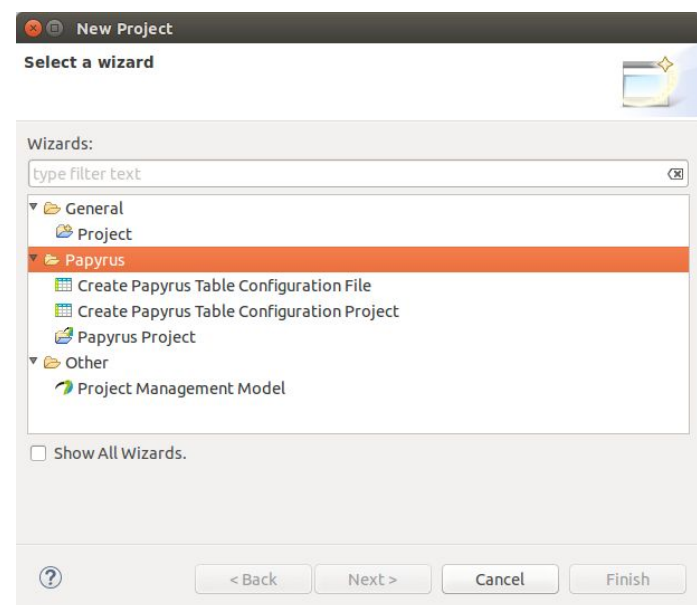 New Project
Select a wizard
Wizards:
type filter text
General
Project
Papyrus
Create Papyrus Table Configuration File
Create Papyrus Table Configuration Project
Papyrus Project
Other
Project Management Model
Show All Wizards.
?
< Back
Next >
Cancel
Finish